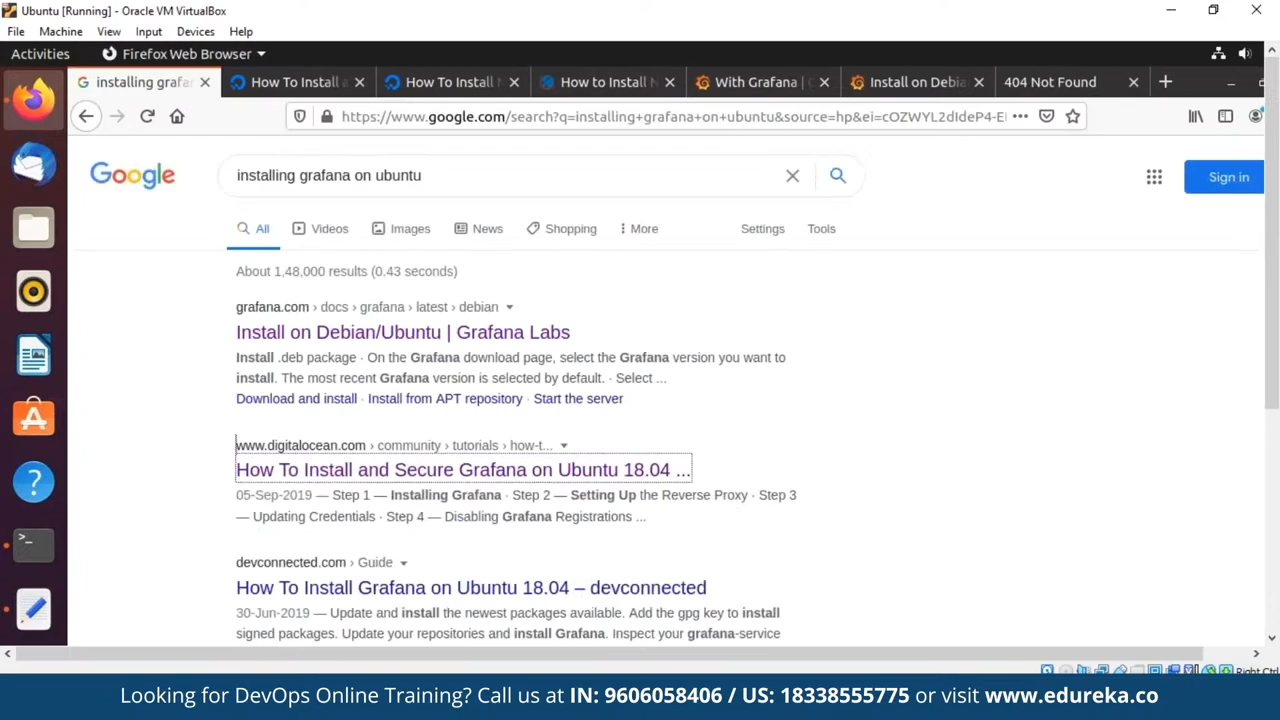 Ubuntu [Running] - Oracle VM VirtualBox
File Machine View Input Devices Help
Activities Firefox Web Browser
installing grafa
How To Install a
How To Install
How to Install N
With Grafana |
Install on Debia
404 Not Found
https://www.google.com/search?q=installing+grafana+on+ubuntu&source=hp&ei=cOZWYL2dIdeP4-E
Google
installing grafana on ubuntu
Sign in
All Videos Images News Shopping More Settings Tools
About 1,48,000 results (0.43 seconds)
grafana.com › docs › grafana › latest › debian
Install on Debian/Ubuntu | Grafana Labs
Install .deb package · On the Grafana download page, select the Grafana version you want to
install. The most recent Grafana version is selected by default. · Select ...
Download and install · Install from APT repository · Start the server
www.digitalocean.com › community › tutorials › how-t...
How To Install and Secure Grafana on Ubuntu 18.04 ...
05-Sep-2019 — Step 1 — Installing Grafana · Step 2 — Setting Up the Reverse Proxy · Step 3
— Updating Credentials · Step 4 — Disabling Grafana Registrations ...
devconnected.com › Guide
How To Install Grafana on Ubuntu 18.04 – devconnected
30-Jun-2019 — Update and install the newest packages available. Add the gpg key to install
signed packages. Update your repositories and install Grafana. Inspect your grafana-service
Right Ctrl
Looking for DevOps Online Training? Call us at IN: 9606058406 / US: 18338555775 or visit www.edureka.co